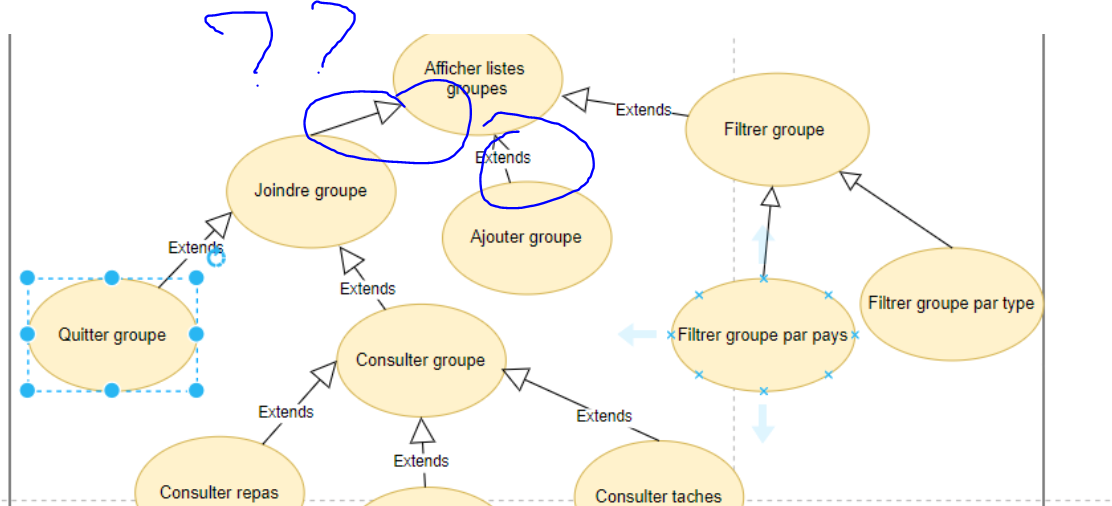 ? ?
Afficher listes
groupes
Extends
Filtrer groupe
Extends
Joindre groupe
Ajouter groupe
Extends
Extends
Quitter groupe
Consulter groupe
Filtrer groupe par pays
Filtrer groupe par type
Extends
Extends
Extends
Consulter repas
Consulter taches